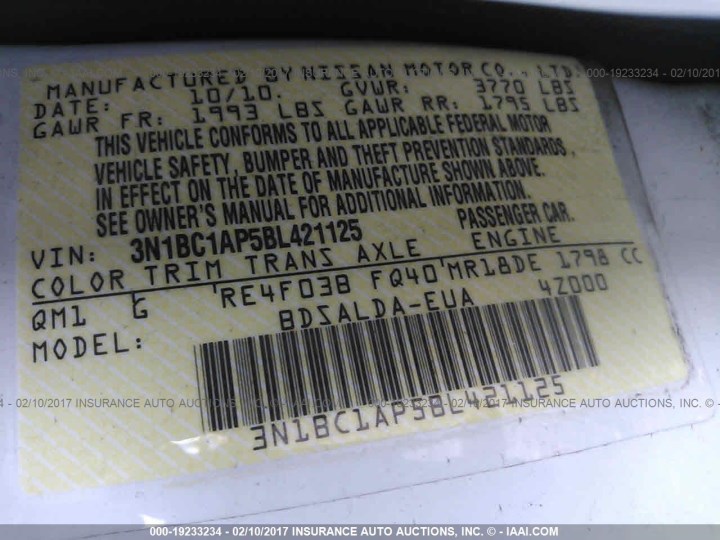 MANUFACTURED BY NISSAN MOTOR CO., LTD.
DATE: 10/10. GVWR: 3770 LBS
GAWR FR: 1993 LBS GAWR RR: 1795 LBS
THIS VEHICLE CONFORMS TO ALL APPLICABLE FEDERAL MOTOR
VEHICLE SAFETY, BUMPER AND THEFT PREVENTION STANDARDS
IN EFFECT ON THE DATE OF MANUFACTURE SHOWN ABOVE.
SEE OWNER'S MANUAL FOR ADDITIONAL INFORMATION.
VIN: 3N1BC1AP5BL421125 PASSENGER CAR.
COLOR TRIM TRANS AXLE ENGINE
QM1 G RE4F03B FQ40 MR18DE 1798 CC
MODEL: BDSALDA-EUA 4Z000
3N1BC1AP5BL421125
000-19233234 - 02/10/2017 INSURANCE AUTO AUCTIONS, INC. © - IAAI.COM